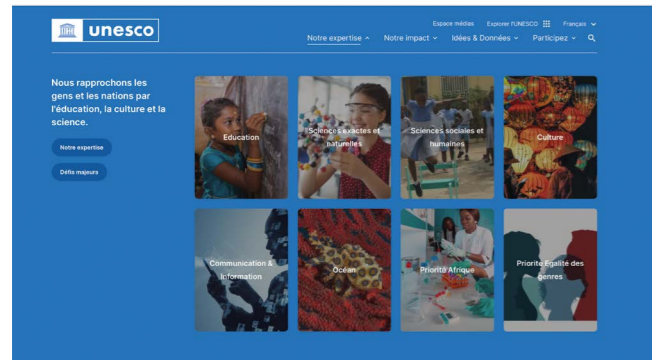 unesco
Espace médias Explorer l'UNESCO Français
Notre expertise Notre impact Idées & Données Participez
Nous rapprochons les
gens et les nations par
l'éducation, la culture et la
science.
Notre expertise
Défis majeurs
Education
Sciences exactes et
naturelles
Sciences sociales et
humaines
Culture
Communication &
Information
Océan
Priorité Afrique
Priorité Egalité des
genres